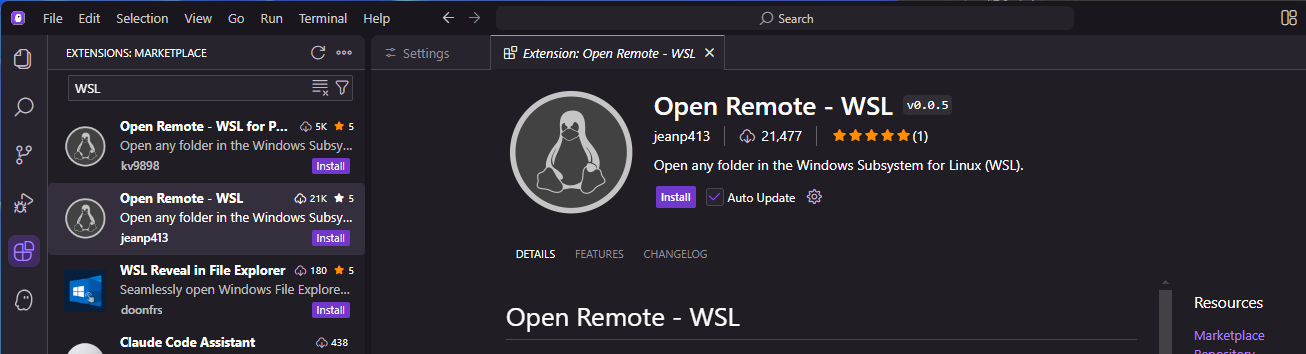 File Edit Selection View Go Run Terminal Help Search
EXTENSIONS: MARKETPLACE
WSL
Open Remote - WSL for P... 5K 5
Open any folder in the Windows Subsy...
kv9898 Install
Open Remote - WSL 21K 5
Open any folder in the Windows Subsy...
jeanp413 Install
WSL Reveal in File Explorer 180 5
Seamlessly open Windows File Explore...
doonfrs Install
Claude Code Assistant 438
Settings Extension: Open Remote - WSL
Open Remote - WSL v0.0.5
jeanp413 21,477 (1)
Open any folder in the Windows Subsystem for Linux (WSL).
Install Auto Update
DETAILS FEATURES CHANGELOG
Open Remote - WSL
Resources
Marketplace
Repository